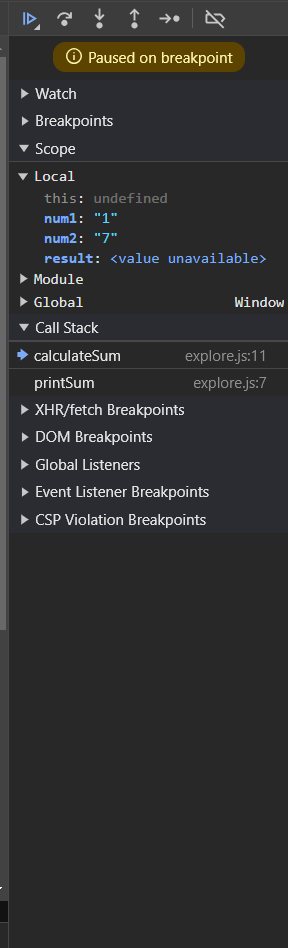 Paused on breakpoint
Watch
Breakpoints
Scope
Local
this: undefined
num1: "1"
num2: "7"
result: <value unavailable>
Module
Global Window
Call Stack
calculateSum explore.js:11
printSum explore.js:7
XHR/fetch Breakpoints
DOM Breakpoints
Global Listeners
Event Listener Breakpoints
CSP Violation Breakpoints